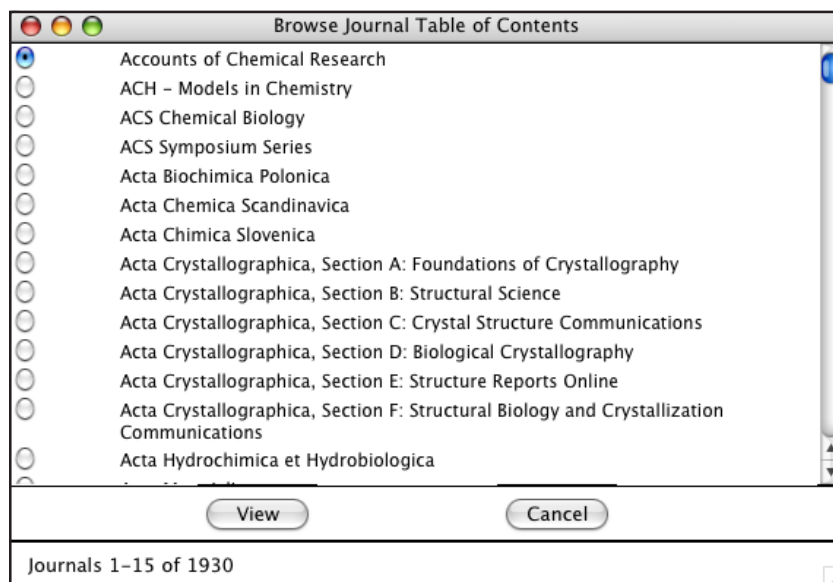 Browse Journal Table of Contents
Accounts of Chemical Research
ACH – Models in Chemistry
ACS Chemical Biology
ACS Symposium Series
Acta Biochimica Polonica
Acta Chemica Scandinavica
Acta Chimica Slovenica
Acta Crystallographica, Section A: Foundations of Crystallography
Acta Crystallographica, Section B: Structural Science
Acta Crystallographica, Section C: Crystal Structure Communications
Acta Crystallographica, Section D: Biological Crystallography
Acta Crystallographica, Section E: Structure Reports Online
Acta Crystallographica, Section F: Structural Biology and Crystallization
Communications
Acta Hydrochimica et Hydrobiologica
View Cancel
Journals 1–15 of 1930